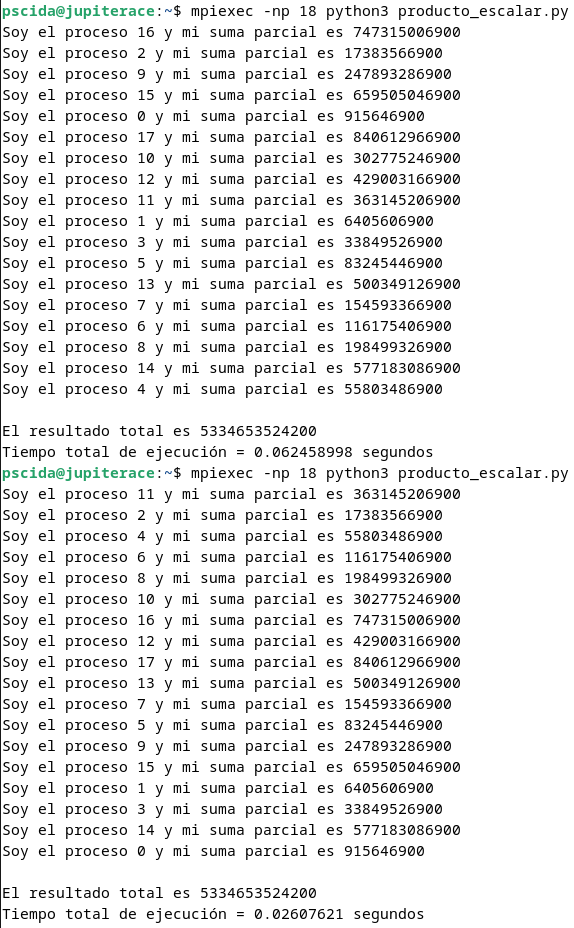 pscida@jupiterace:~$ mpiexec -np 18 python3 producto_escalar.py
Soy el proceso 16 y mi suma parcial es 747315006900
Soy el proceso 2 y mi suma parcial es 17383566900
Soy el proceso 9 y mi suma parcial es 247893286900
Soy el proceso 15 y mi suma parcial es 659505046900
Soy el proceso 0 y mi suma parcial es 915646900
Soy el proceso 17 y mi suma parcial es 840612966900
Soy el proceso 10 y mi suma parcial es 302775246900
Soy el proceso 12 y mi suma parcial es 429003166900
Soy el proceso 11 y mi suma parcial es 363145206900
Soy el proceso 1 y mi suma parcial es 6405606900
Soy el proceso 3 y mi suma parcial es 33849526900
Soy el proceso 5 y mi suma parcial es 83245446900
Soy el proceso 13 y mi suma parcial es 500349126900
Soy el proceso 7 y mi suma parcial es 154593366900
Soy el proceso 6 y mi suma parcial es 116175406900
Soy el proceso 8 y mi suma parcial es 198499326900
Soy el proceso 14 y mi suma parcial es 577183086900
Soy el proceso 4 y mi suma parcial es 55803486900
El resultado total es 5334653524200
Tiempo total de ejecución = 0.062458998 segundos
pscida@jupiterace:~$ mpiexec -np 18 python3 producto_escalar.py
Soy el proceso 11 y mi suma parcial es 363145206900
Soy el proceso 2 y mi suma parcial es 17383566900
Soy el proceso 4 y mi suma parcial es 55803486900
Soy el proceso 6 y mi suma parcial es 116175406900
Soy el proceso 8 y mi suma parcial es 198499326900
Soy el proceso 10 y mi suma parcial es 302775246900
Soy el proceso 16 y mi suma parcial es 747315006900
Soy el proceso 12 y mi suma parcial es 429003166900
Soy el proceso 17 y mi suma parcial es 840612966900
Soy el proceso 13 y mi suma parcial es 500349126900
Soy el proceso 7 y mi suma parcial es 154593366900
Soy el proceso 5 y mi suma parcial es 83245446900
Soy el proceso 9 y mi suma parcial es 247893286900
Soy el proceso 15 y mi suma parcial es 659505046900
Soy el proceso 1 y mi suma parcial es 6405606900
Soy el proceso 3 y mi suma parcial es 33849526900
Soy el proceso 14 y mi suma parcial es 577183086900
Soy el proceso 0 y mi suma parcial es 915646900
El resultado total es 5334653524200
Tiempo total de ejecución = 0.02607621 segundos